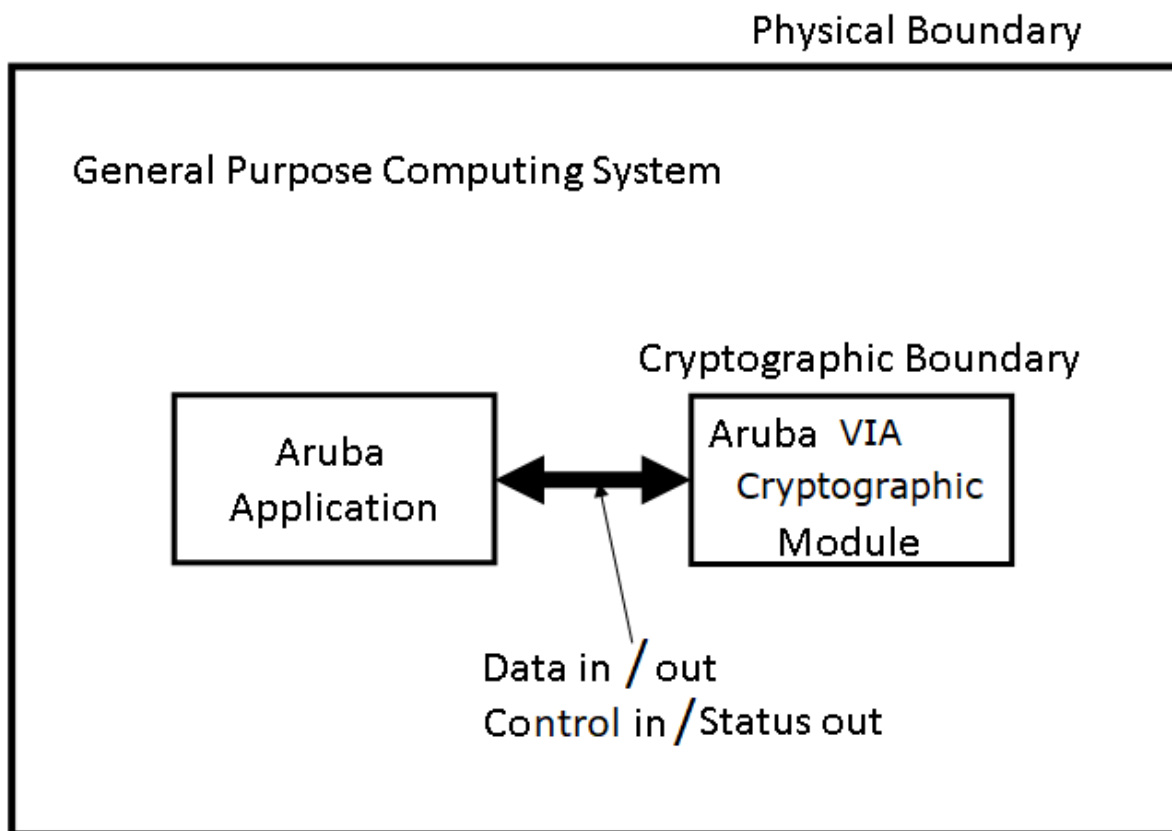 Physical Boundary
General Purpose Computing System
Cryptographic Boundary
Aruba
Application
Aruba VIA
Cryptographic
Module
Data in / out
Control in / Status out